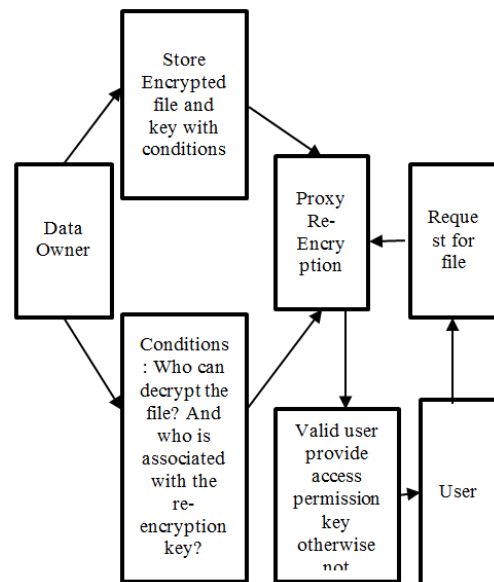 Store
Encrypted
file and
key with
conditions
Data
Owner
Proxy
Re-
Encry
ption
Reque
st for
file
Conditions
: Who can
decrypt the
file? And
who is
associated
with the
re-
encryption
key?
Valid user
provide
access
permission
key
otherwise
not
User